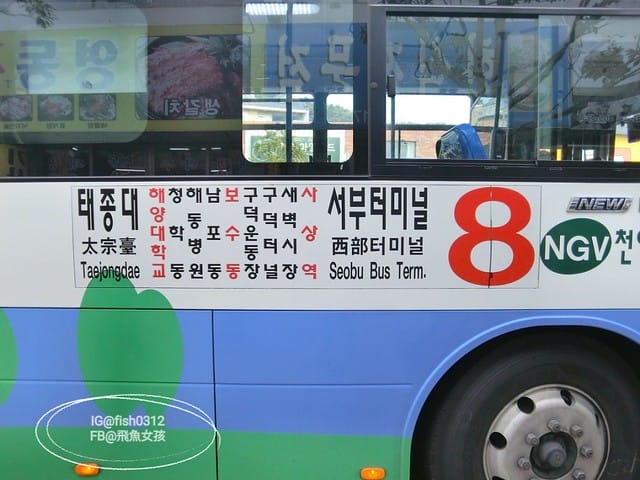 태종대
太宗臺
Taejongdae
해양대학교
청학동
해동병원
남포동
보수동
구덕운동장
구덕터널
새벽시장
사상역
서부터미널
西部터미널
Seobu Bus Term.
8
NEW
NGV
천연
IG@fish0312
FB@飛魚女孩